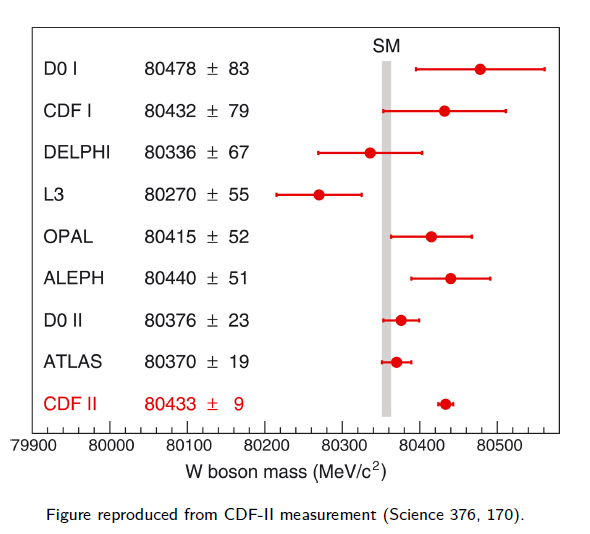 SM
D0 I 80478 ± 83
CDF I 80432 ± 79
DELPHI 80336 ± 67
L3 80270 ± 55
OPAL 80415 ± 52
ALEPH 80440 ± 51
D0 II 80376 ± 23
ATLAS 80370 ± 19
CDF II 80433 ± 9
79900 80000 80100 80200 80300 80400 80500
W boson mass (MeV/c²)
Figure reproduced from CDF-II measurement (Science 376, 170).